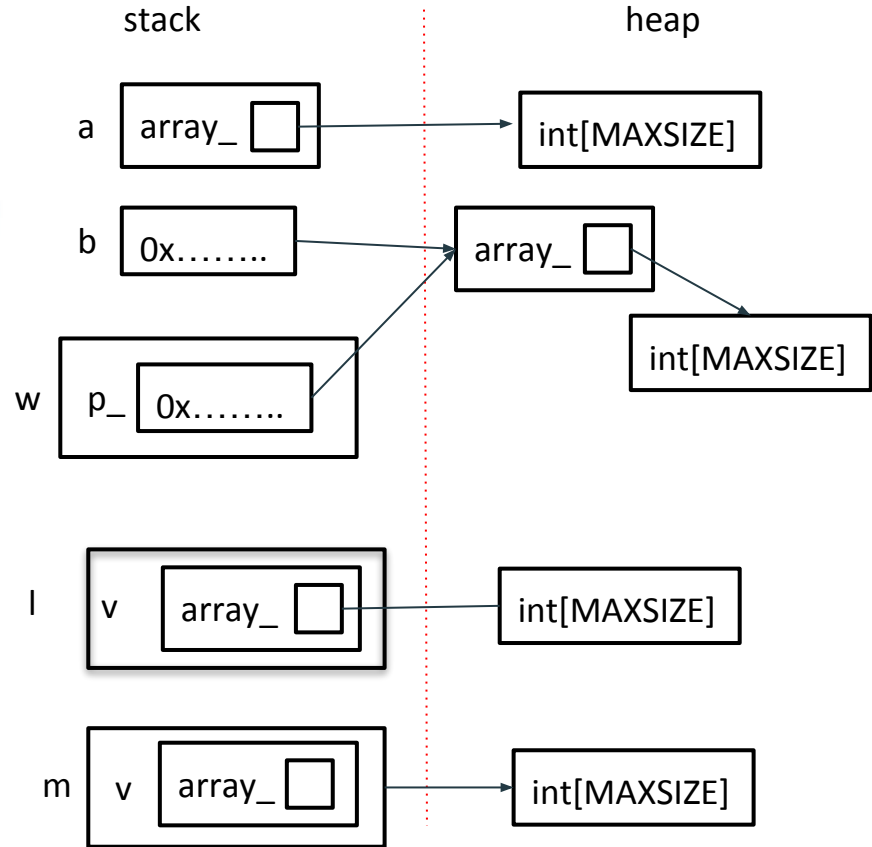 stack heap
a array_ int[MAXSIZE]
b 0x…….. array_
int[MAXSIZE]
w p_ 0x……..
l v array_ int[MAXSIZE]
m v array_ int[MAXSIZE]